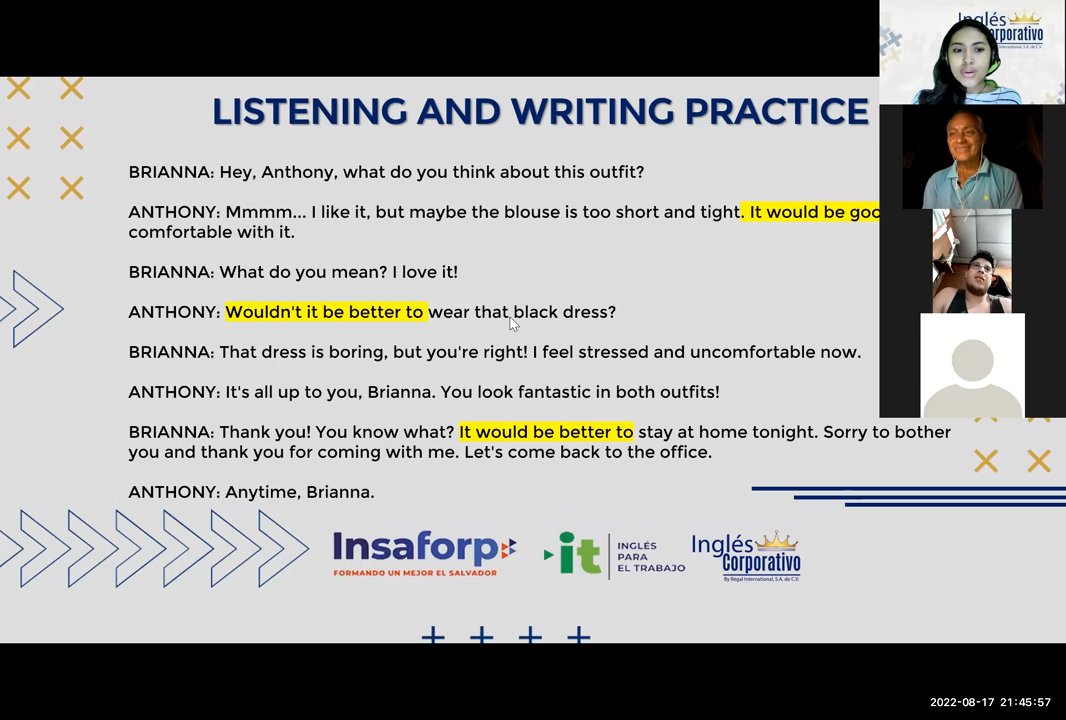 Inglés
LISTENING AND WRITING PRACTICE
BRIANNA: Hey, Anthony, what do you think about this outfit?
ANTHONY: Mmmm... I like it, but maybe the blouse is too short and tight. It would be
comfortable with it.
BRIANNA: What do you mean? I love it!
ANTHONY: Wouldn't it be better to wear that black dress?
BRIANNA: That dress is boring, but you're right! I feel stressed and uncomfortable now.
ANTHONY: It's all up to you, Brianna. You look fantastic in both outfits!
BRIANNA: Thank you! You know what? It would be better to stay at home tonight. Sorry to bother
you and thank you for coming with me. Let's come back to the office.
ANTHONY: Anytime, Brianna.
Insaforp
FORMANDO UN MEJOR EL SALVADOR
it
INGLÉS
PARA
EL TRABAJO
Inglés
Corporativo
By Regal International, S.A. de C.V.
2022-08-17 21:45:57